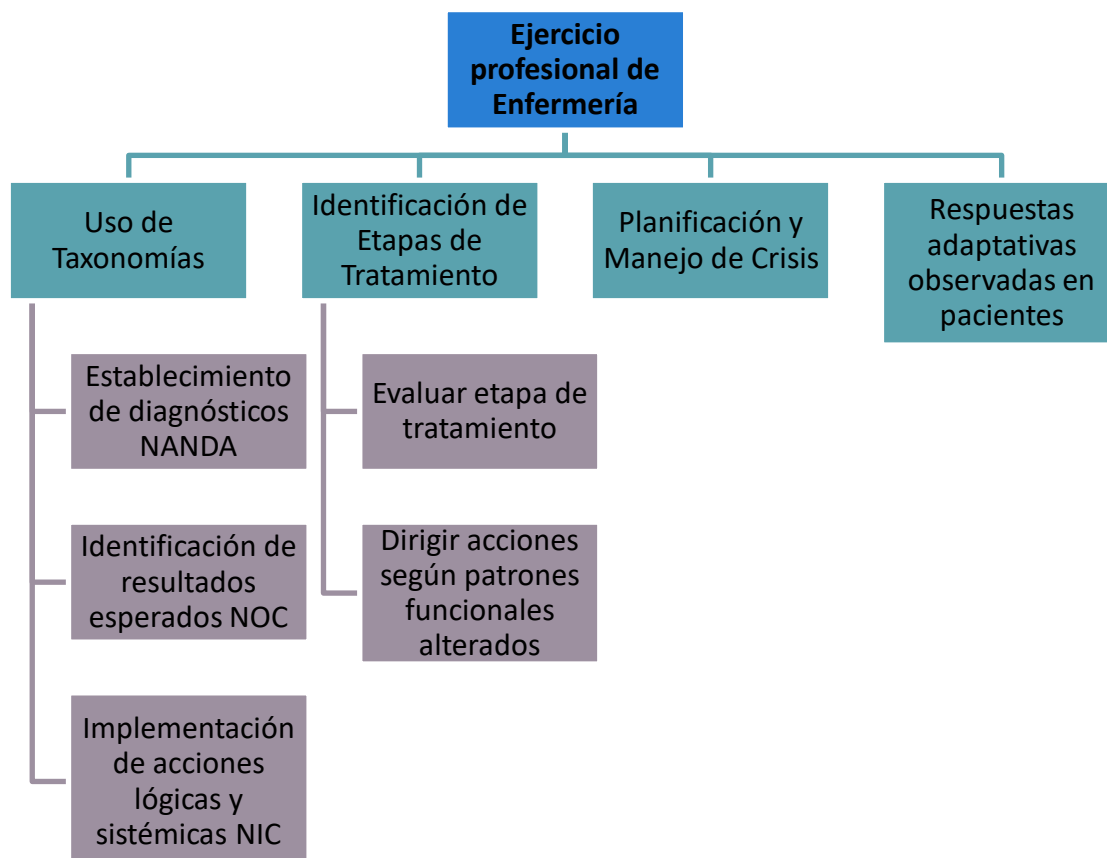 Ejercicio
profesional de
Enfermería
Uso de
Taxonomías
Identificación de
Etapas de
Tratamiento
Planificación y
Manejo de Crisis
Respuestas
adaptativas
observadas en
pacientes
Establecimiento
de diagnósticos
NANDA
Identificación de
resultados
esperados NOC
Implementación
de acciones
lógicas y
sistémicas NIC
Evaluar etapa de
tratamiento
Dirigir acciones
según patrones
funcionales
alterados